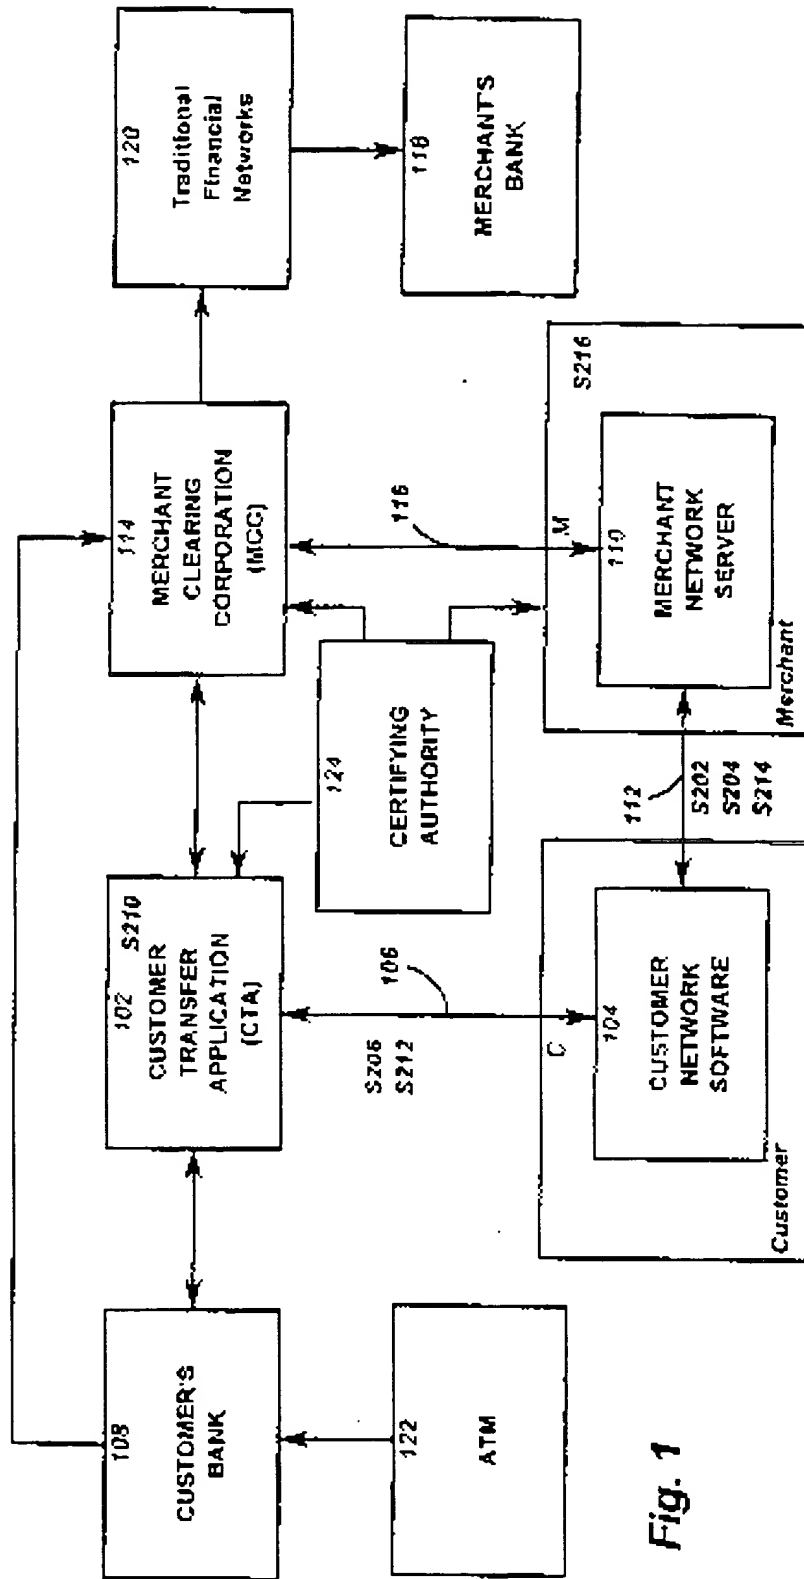 108
CUSTOMER'S
BANK
102
S210
CUSTOMER
TRANSFER
APPLICATION
(CTA)
114
MERCHANT
CLEARING
CORPORATION
(MCC)
120
Traditional
Financial
Networks
122
ATM
S206
S212
106
124
CERTIFYING
AUTHORITY
116
118
MERCHANT'S
BANK
C
104
CUSTOMER
NETWORK
SOFTWARE
Customer
112
S202
S204
S214
M
S216
110
MERCHANT
NETWORK
SERVER
Merchant
Fig. 1